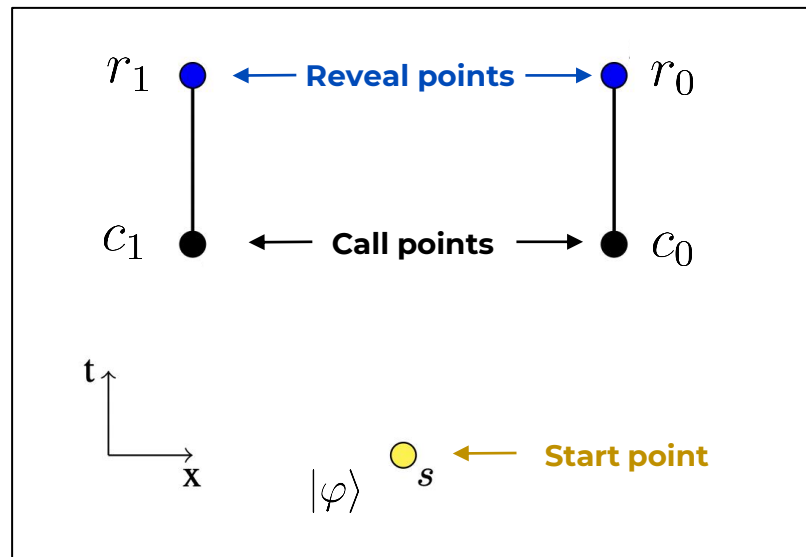 r₁ Reveal points r₀
c₁ Call points c₀
t
x
|φ⟩ s Start point